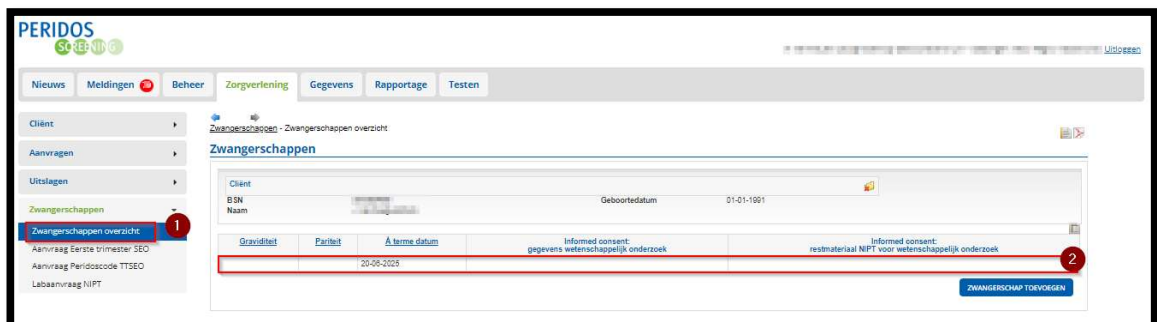 PERIDOS
SCREENING
Uitloggen
Nieuws Meldingen Beheer Zorgverlening Gegevens Rapportage Testen
Cliënt
Aanvragen
Uitslagen
Zwangerschappen
Zwangerschappen overzicht
1
Aanvraag Eerste trimester SEO
Aanvraag Peridoscode TTSEO
Labaanvraag NIPT
Zwangerschappen - Zwangerschappen overzicht
Zwangerschappen
Cliënt
BSN Geboortedatum 01-01-1991
Naam
Graviditeit Pariteit À terme datum Informed consent: gegevens wetenschappelijk onderzoek Informed consent: restmateriaal NIPT voor wetenschappelijk onderzoek
20-06-2025
2
ZWANGERSCHAP TOEVOEGEN